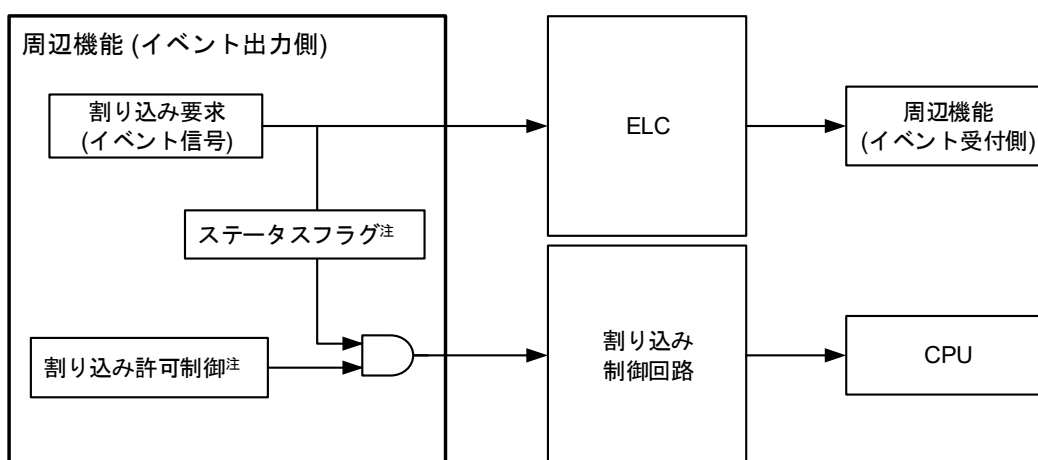 周辺機能 (イベント出力側)
割り込み要求
(イベント信号)
ELC
周辺機能
(イベント受付側)
ステータスフラグ注
割り込み許可制御注
割り込み
制御回路
CPU